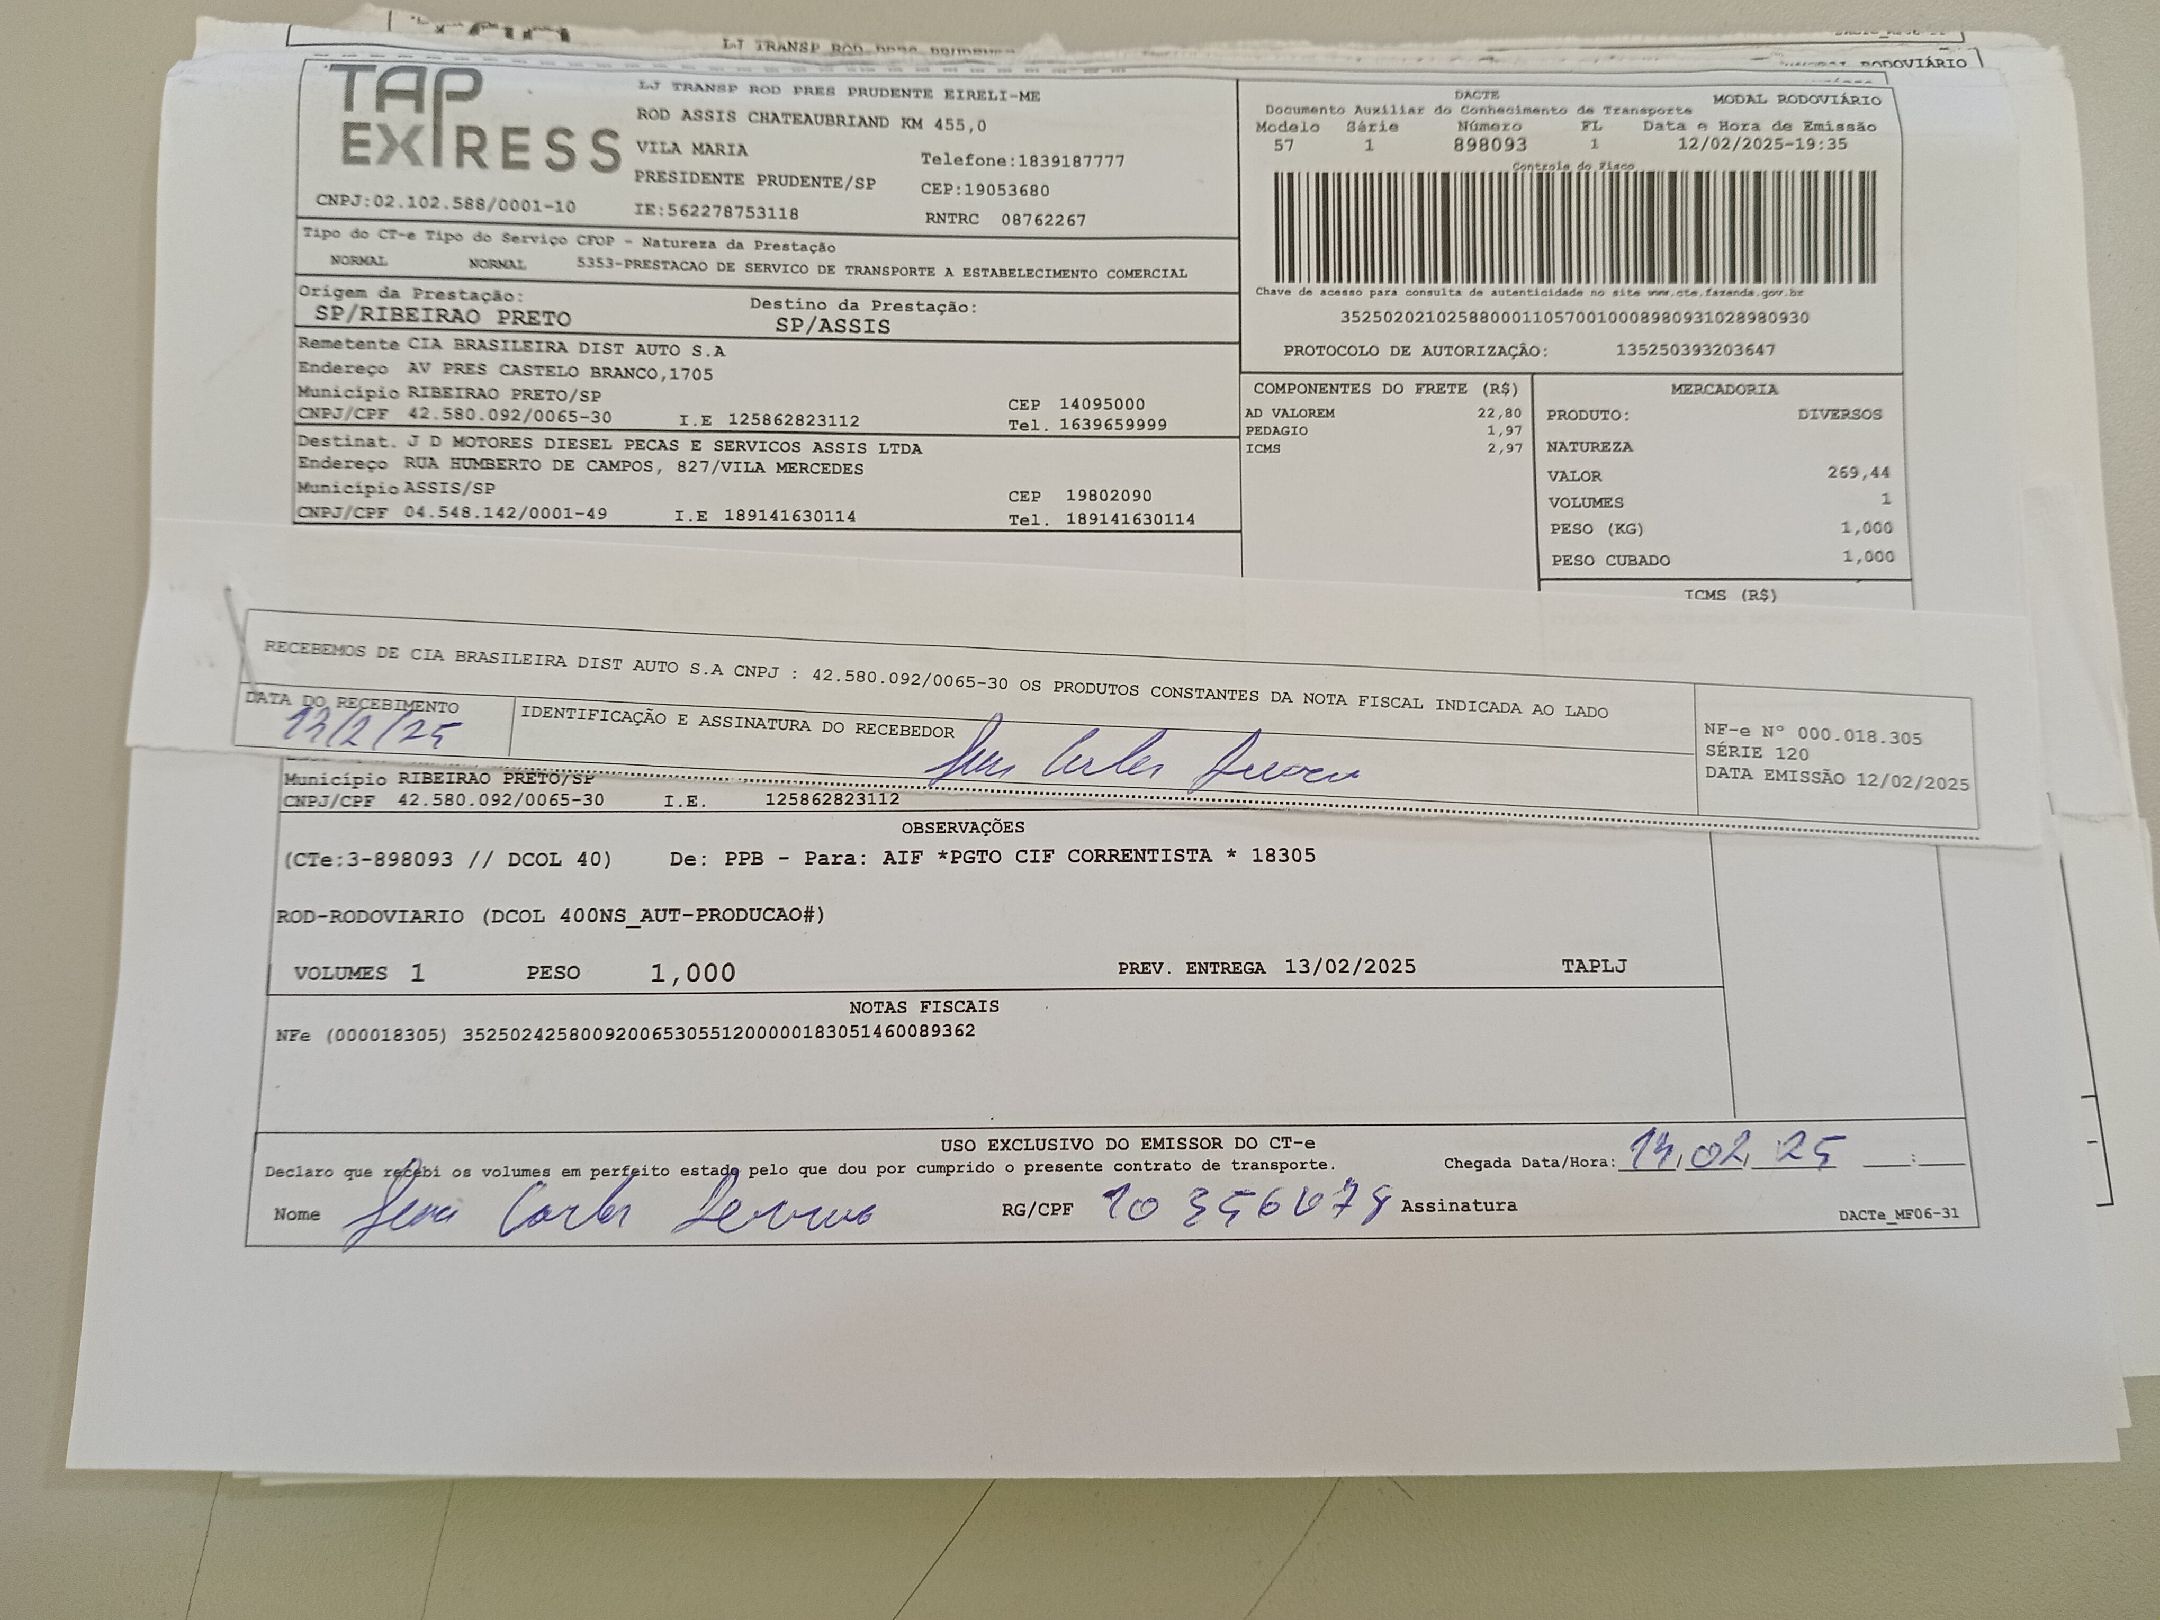 LJ TRANSP ROD
RODOVIÁRIO
TAP EXPRESS
LJ TRANSP ROD PRES PRUDENTE EIRELI-ME
ROD ASSIS CHATEAUBRIAND KM 455,0
VILA MARIA
Telefone:1839187777
PRESIDENTE PRUDENTE/SP
CEP:19053680
CNPJ:02.102.588/0001-10
IE:562278753118
RNTRC 08762267
DACTE
MODAL RODOVIÁRIO
Documento Auxiliar do Conhecimento de Transporte
Modelo Série Número FL Data e Hora de Emissão
57 1 898093 1 12/02/2025-19:35
Controle do Fisco
Chave de acesso para consulta de autenticidade no site www.cte.fazenda.gov.br
35250202102588000110570010008980931028980930
PROTOCOLO DE AUTORIZAÇÃO: 135250393203647
Tipo do CT-e Tipo do Serviço CFOP - Natureza da Prestação
NORMAL NORMAL 5353-PRESTACAO DE SERVICO DE TRANSPORTE A ESTABELECIMENTO COMERCIAL
Origem da Prestação: Destino da Prestação:
SP/RIBEIRAO PRETO SP/ASSIS
Remetente CIA BRASILEIRA DIST AUTO S.A
Endereço AV PRES CASTELO BRANCO,1705
Município RIBEIRAO PRETO/SP CEP 14095000
CNPJ/CPF 42.580.092/0065-30 I.E 125862823112 Tel. 1639659999
Destinat. J D MOTORES DIESEL PECAS E SERVICOS ASSIS LTDA
Endereço RUA HUMBERTO DE CAMPOS, 827/VILA MERCEDES
Município ASSIS/SP CEP 19802090
CNPJ/CPF 04.548.142/0001-49 I.E 189141630114 Tel. 189141630114
COMPONENTES DO FRETE (R$)
AD VALOREM 22,80
PEDAGIO 1,97
ICMS 2,97
MERCADORIA
PRODUTO: DIVERSOS
NATUREZA
VALOR 269,44
VOLUMES 1
PESO (KG) 1,000
PESO CUBADO 1,000
ICMS (R$)
RECEBEMOS DE CIA BRASILEIRA DIST AUTO S.A CNPJ : 42.580.092/0065-30 OS PRODUTOS CONSTANTES DA NOTA FISCAL INDICADA AO LADO
DATA DO RECEBIMENTO
13/2/25
IDENTIFICAÇÃO E ASSINATURA DO RECEBEDOR
Carlos
NF-e Nº 000.018.305
SÉRIE 120
DATA EMISSÃO 12/02/2025
Município RIBEIRAO PRETO/SP
CNPJ/CPF 42.580.092/0065-30 I.E. 125862823112
OBSERVAÇÕES
(CTe:3-898093 // DCOL 40) De: PPB - Para: AIF *PGTO CIF CORRENTISTA * 18305
ROD-RODOVIARIO (DCOL 400NS_AUT-PRODUCAO#)
VOLUMES 1 PESO 1,000 PREV. ENTREGA 13/02/2025 TAPLJ
NOTAS FISCAIS
NFe (000018305) 35250242580092006530551200000183051460089362
USO EXCLUSIVO DO EMISSOR DO CT-e
Declaro que recebi os volumes em perfeito estado pelo que dou por cumprido o presente contrato de transporte.
Chegada Data/Hora: 13,02,25 ___:___
Nome Carlos RG/CPF Assinatura
DACTe_MF06-31